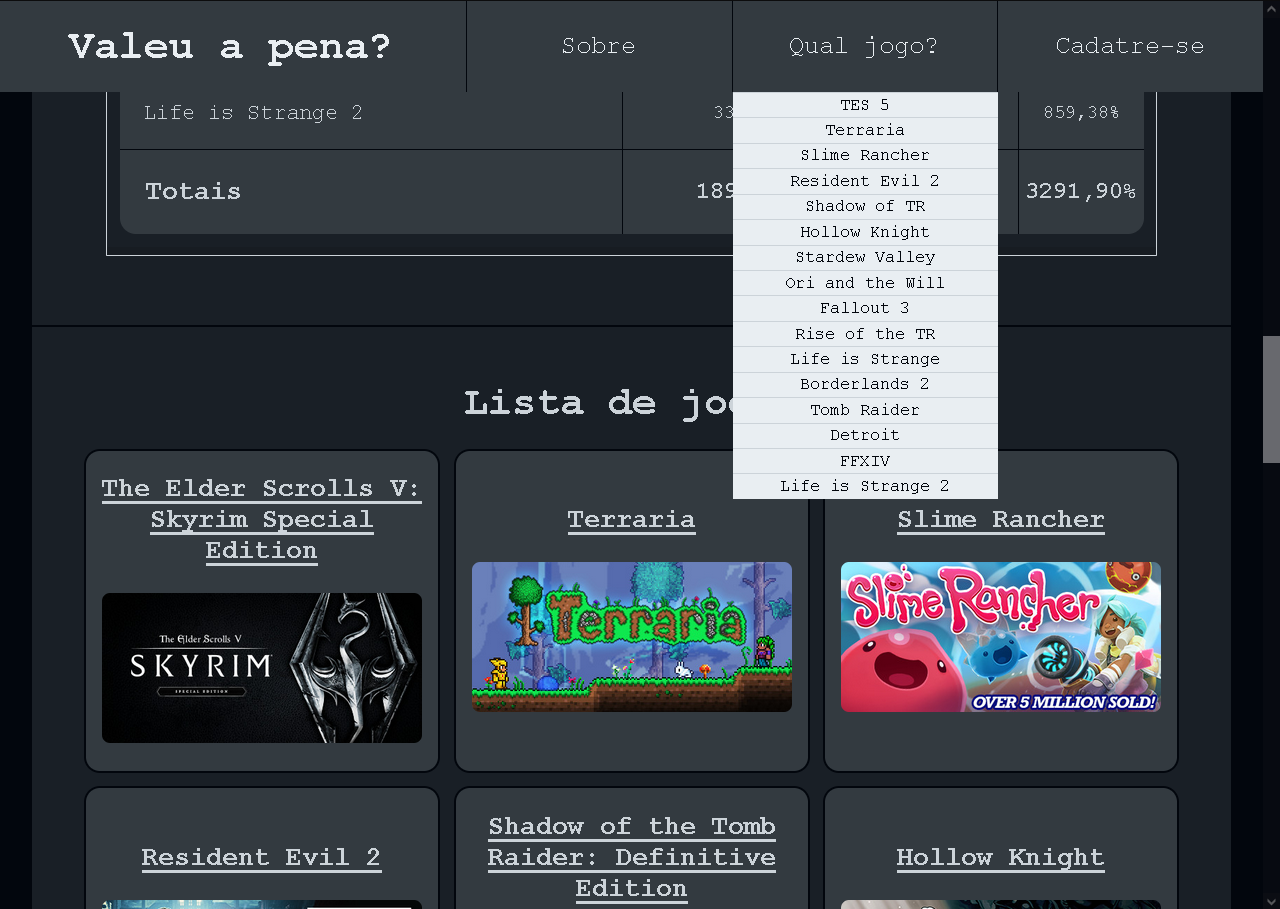 Valeu a pena?
Sobre
Qual jogo?
Cadatre-se
Life is Strange 2
33
859,38%
Totais
189
3291,90%
TES 5
Terraria
Slime Rancher
Resident Evil 2
Shadow of TR
Hollow Knight
Stardew Valley
Ori and the Will
Fallout 3
Rise of the TR
Life is Strange
Borderlands 2
Tomb Raider
Detroit
FFXIV
Life is Strange 2
Lista de jo
The Elder Scrolls V:
Skyrim Special
Edition
The Elder Scrolls V
SKYRIM
SPECIAL EDITION
Terraria
Terraria
Slime Rancher
Slime Rancher
OVER 5 MILLION SOLD!
Resident Evil 2
Shadow of the Tomb
Raider: Definitive
Edition
Hollow Knight